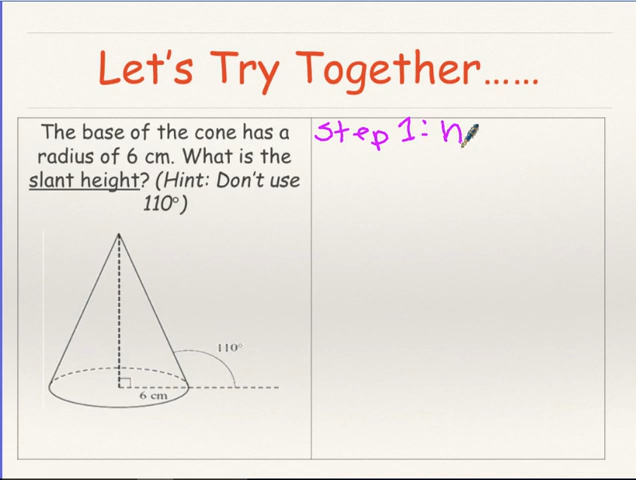 Let's Try Together......
The base of the cone has a
radius of 6 cm. What is the
slant height? (Hint: Don't use
110°)
110°
6 cm
Step 1: h